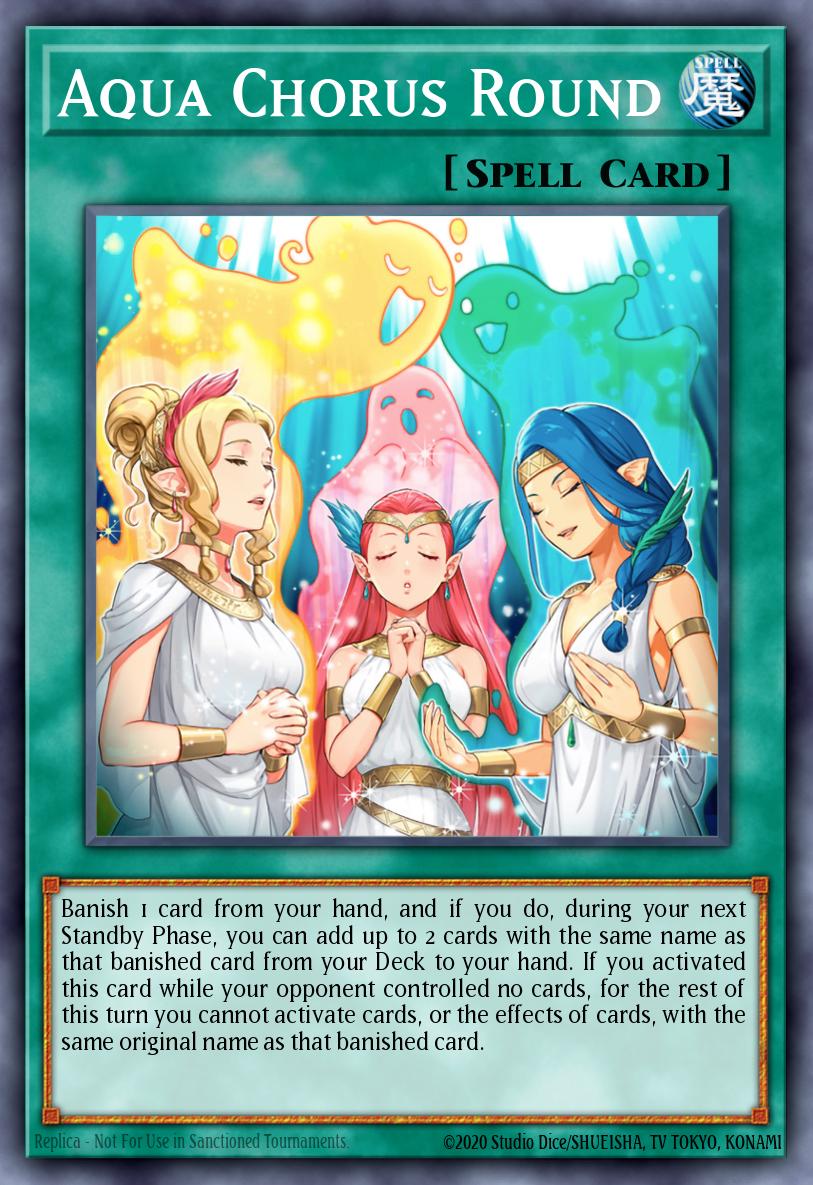 Aqua Chorus Round
SPELL
魔
[Spell Card]
Banish 1 card from your hand, and if you do, during your next
Standby Phase, you can add up to 2 cards with the same name as
that banished card from your Deck to your hand. If you activated
this card while your opponent controlled no cards, for the rest of
this turn you cannot activate cards, or the effects of cards, with the
same original name as that banished card.
Replica - Not For Use in Sanctioned Tournaments.
©2020 Studio Dice/SHUEISHA, TV TOKYO, KONAMI